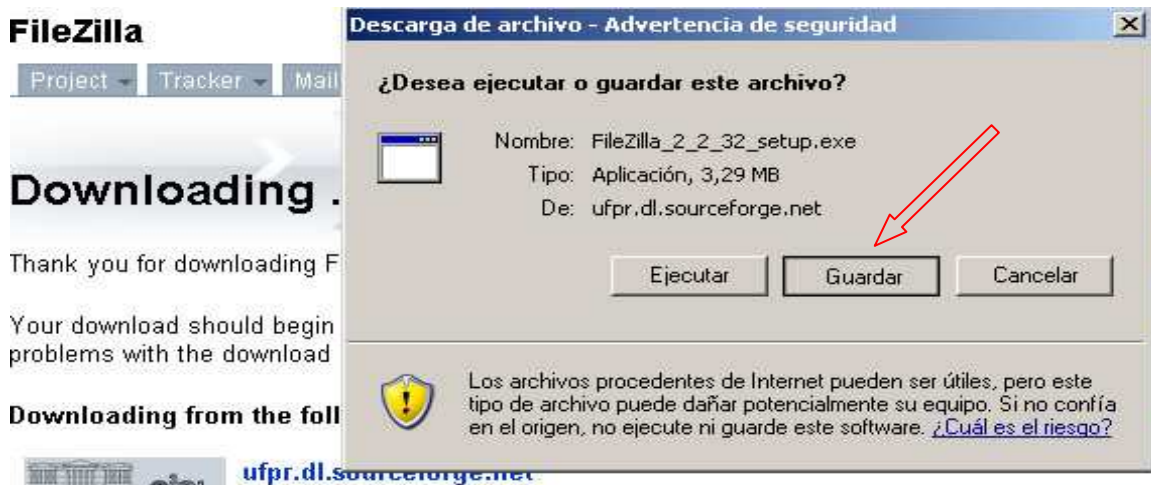 FileZilla
Project Tracker Mail
Downloading .
Thank you for downloading F
Your download should begin
problems with the download
Downloading from the foll
ufpr.dl.sourceforge.net
Descarga de archivo - Advertencia de seguridad
¿Desea ejecutar o guardar este archivo?
Nombre: FileZilla_2_2_32_setup.exe
Tipo: Aplicación, 3,29 MB
De: ufpr.dl.sourceforge.net
Ejecutar Guardar Cancelar
Los archivos procedentes de Internet pueden ser útiles, pero este
tipo de archivo puede dañar potencialmente su equipo. Si no confía
en el origen, no ejecute ni guarde este software. ¿Cuál es el riesgo?